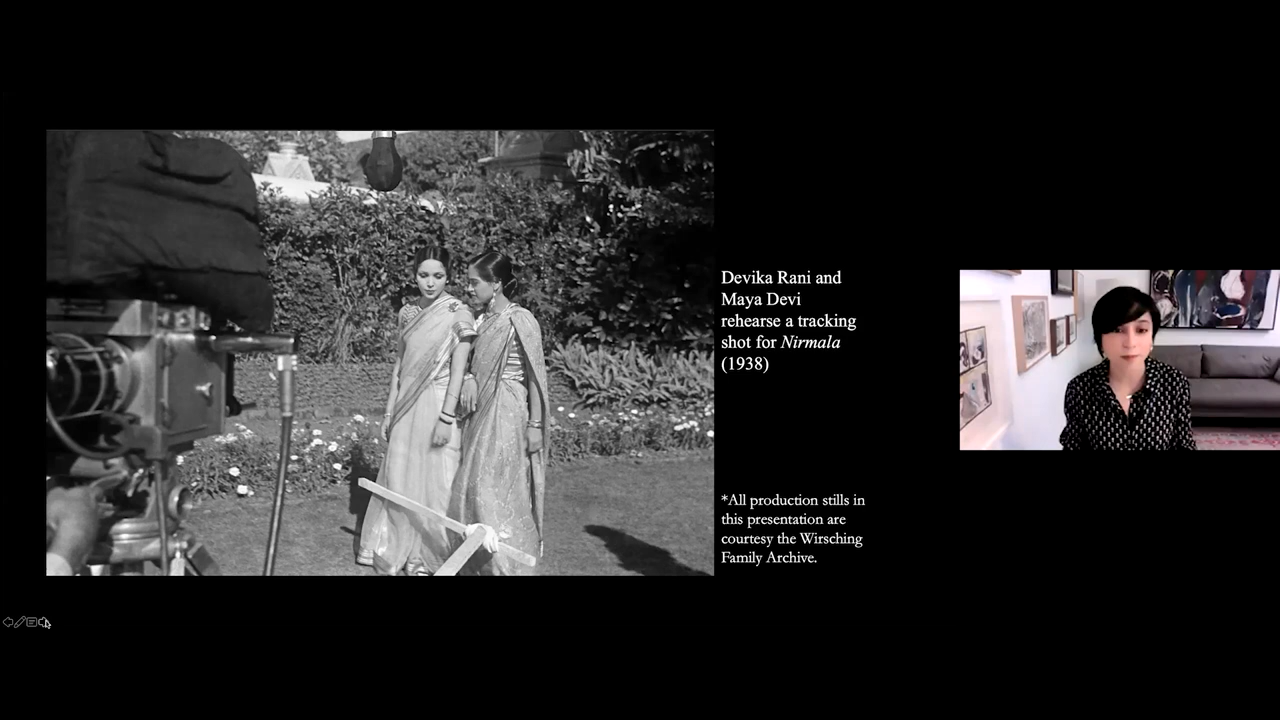 Devika Rani and
Maya Devi
rehearse a tracking
shot for Nirmala
(1938)
*All production stills in
this presentation are
courtesy the Wirsching
Family Archive.